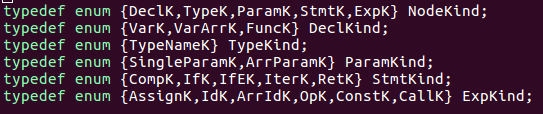 typedef enum {DeclK,TypeK,ParamK,StmtK,ExpK} NodeKind;
typedef enum {VarK,VarArrK,FuncK} DeclKind;
typedef enum {TypeNameK} TypeKind;
typedef enum {SingleParamK,ArrParamK} ParamKind;
typedef enum {CompK,IfK,IfEK,IterK,RetK} StmtKind;
typedef enum {AssignK,IdK,ArrIdK,OpK,ConstK,CallK} ExpKind;